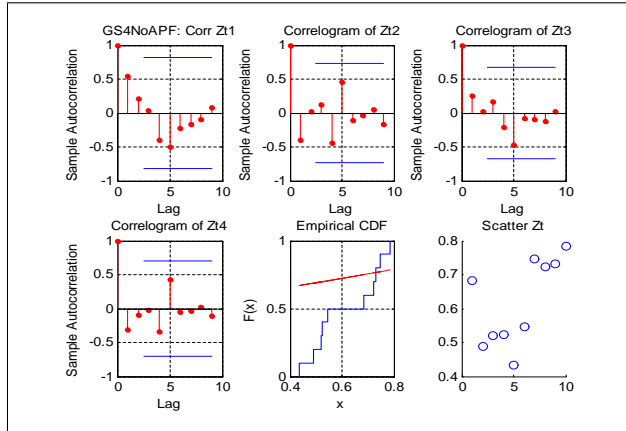 GS4NoAPF: Corr Zt1
Correlogram of Zt2
Correlogram of Zt3
Sample Autocorrelation
1
0.5
0
-0.5
-1
0
5
10
Lag
Sample Autocorrelation
1
0.5
0
-0.5
-1
0
5
10
Lag
Sample Autocorrelation
1
0.5
0
-0.5
-1
0
5
10
Lag
Correlogram of Zt4
Empirical CDF
Scatter Zt
Sample Autocorrelation
1
0.5
0
-0.5
-1
0
5
10
Lag
F(x)
1
0.5
0
0.4
0.6
0.8
x
0.8
0.7
0.6
0.5
0.4
0
5
10